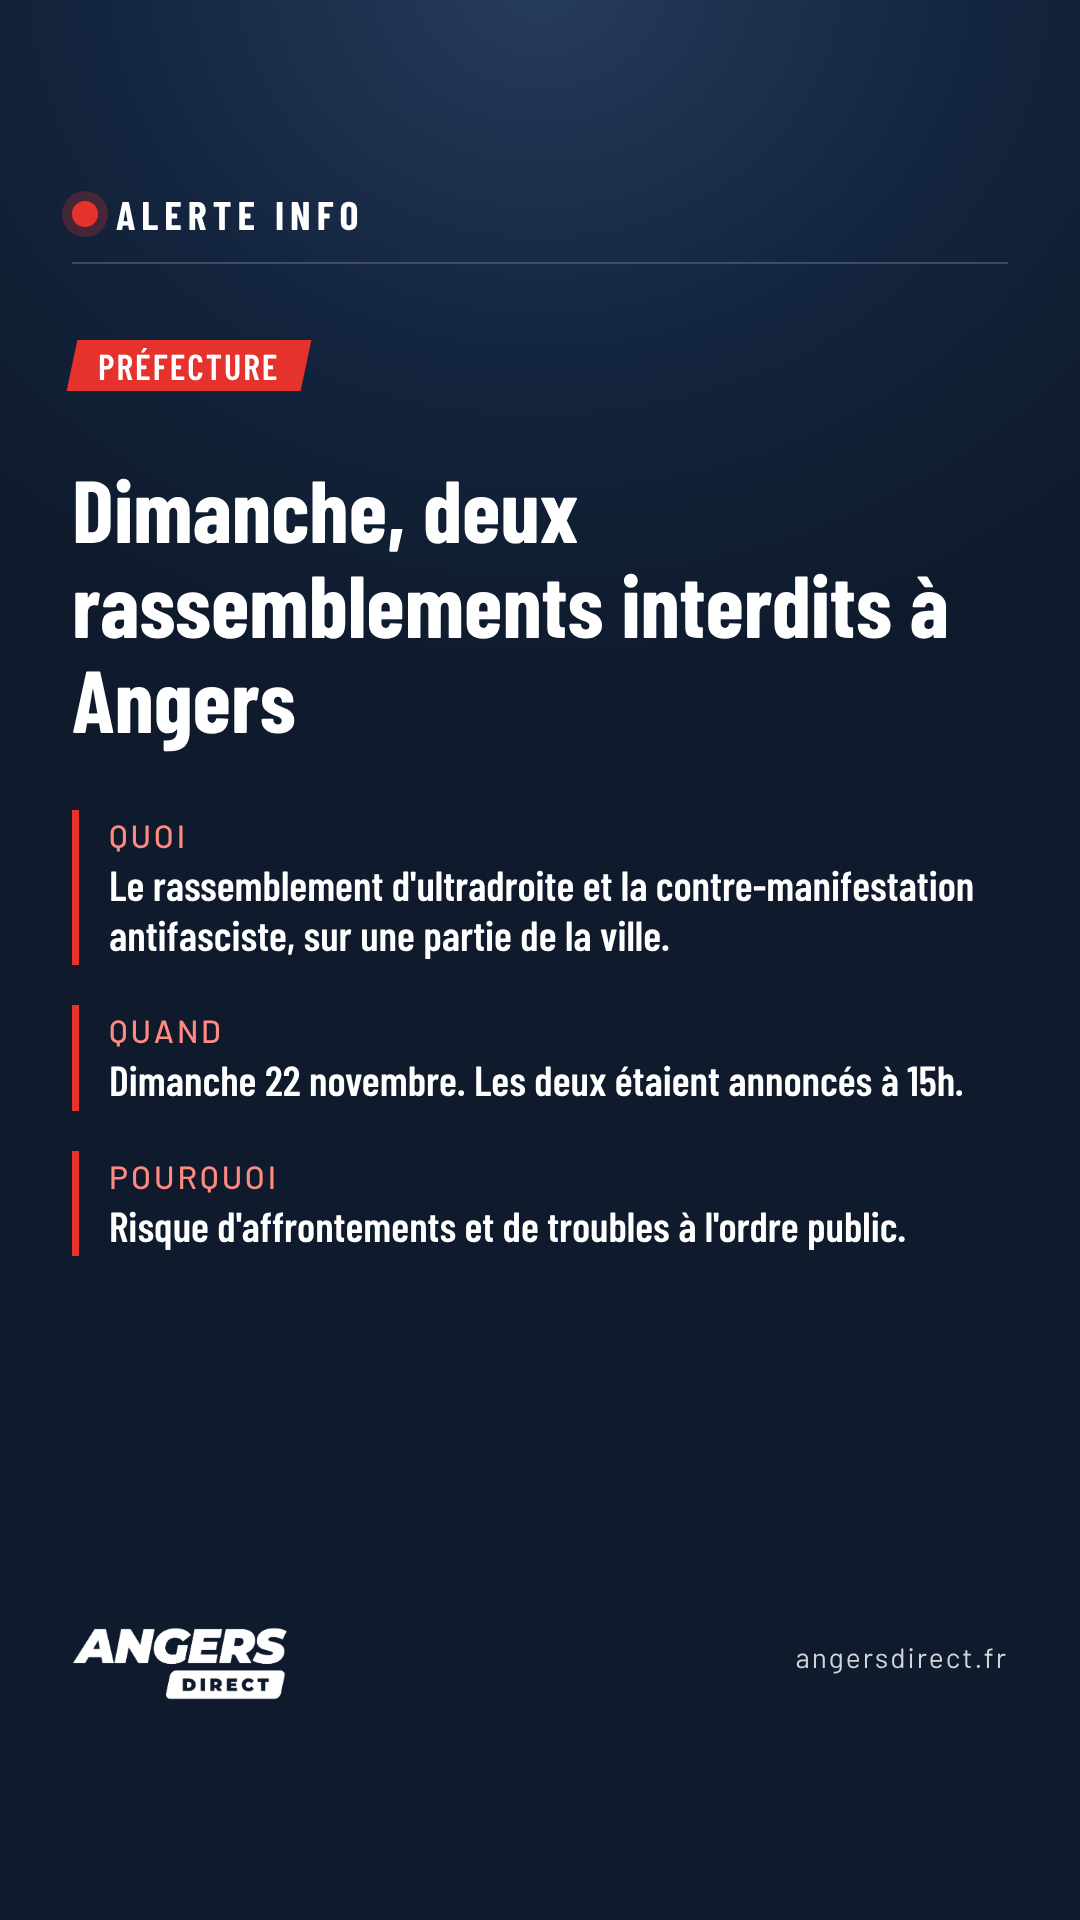 ALERTE INFO
PRÉFECTURE
Dimanche, deux
rassemblements interdits à
Angers
QUOI
Le rassemblement d'ultradroite et la contre-manifestation
antifasciste, sur une partie de la ville.
QUAND
Dimanche 22 novembre. Les deux étaient annoncés à 15h.
POURQUOI
Risque d'affrontements et de troubles à l'ordre public.
ANGERS
DIRECT
angersdirect.fr